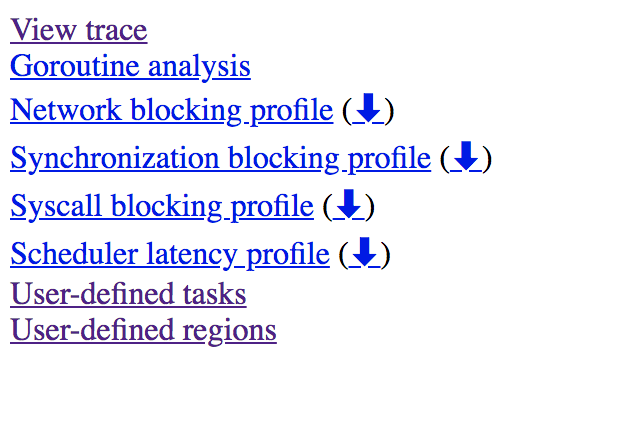 View trace
Goroutine analysis
Network blocking profile (⬇)
Synchronization blocking profile (⬇)
Syscall blocking profile (⬇)
Scheduler latency profile (⬇)
User-defined tasks
User-defined regions